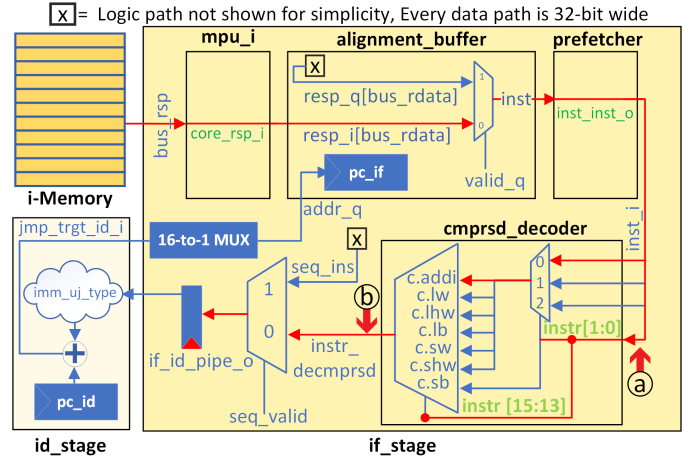 x = Logic path not shown for simplicity, Every data path is 32-bit wide
mpu_i
alignment_buffer
prefetcher
x
bus_rsp
core_rsp_i
resp_q[bus_rdata]
resp_i[bus_rdata]
1
0
inst
inst_inst_o
valid_q
pc_if
addr_q
i-Memory
jmp_trgt_id_i
16-to-1 MUX
inst_i
cmprsd_decoder
x
seq_ins
imm_uj_type
1
0
c.addi
c.lw
c.lhw
c.lb
c.sw
c.shw
c.sb
0
1
2
b
instr[1:0]
a
if_id_pipe_o
instr_
decmprsd
pc_id
seq_valid
instr [15:13]
id_stage
if_stage